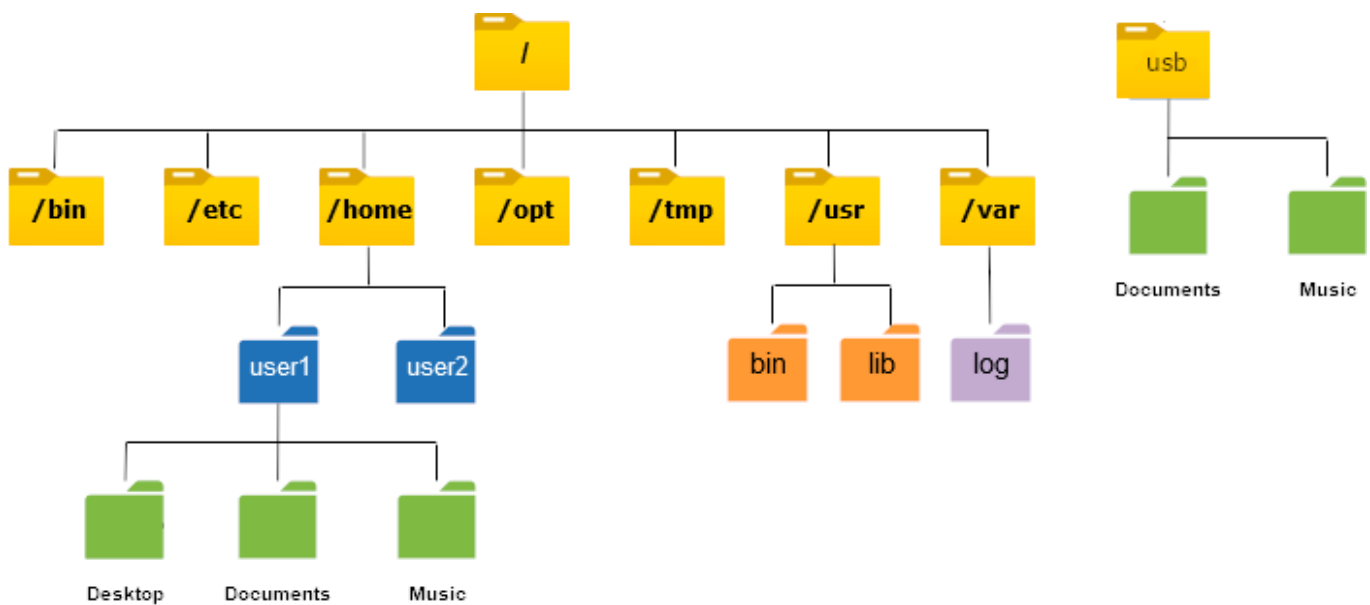 /
usb
/bin
/etc
/home
/opt
/tmp
/usr
/var
Documents
Music
user1
user2
bin
lib
log
Desktop
Documents
Music